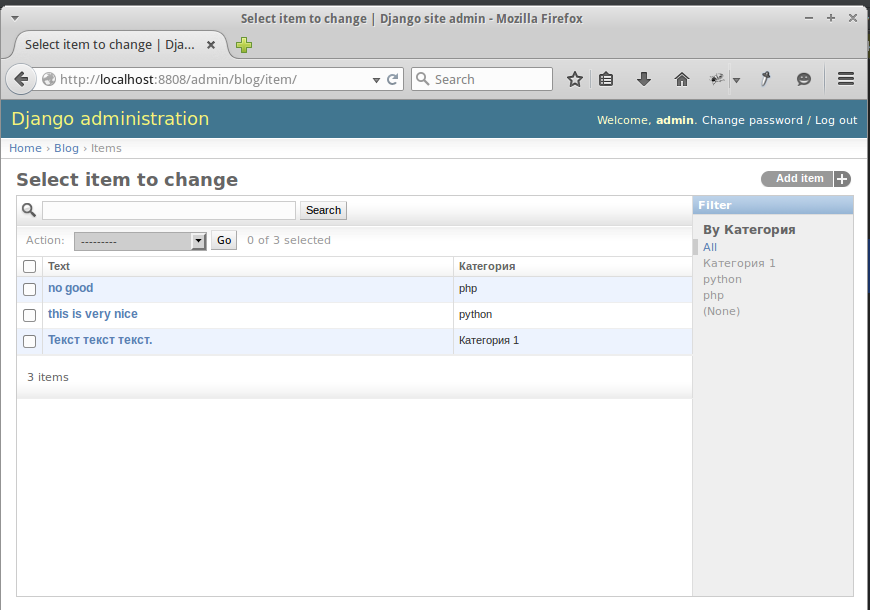 Select item to change | Django site admin - Mozilla Firefox
Select item to change | Dja...
http://localhost:8808/admin/blog/item/
Search
Django administration
Welcome, admin. Change password / Log out
Home › Blog › Items
Select item to change
Add item
Search
Filter
By Категория
All
Категория 1
python
php
(None)
Action: --------- Go 0 of 3 selected
Text Категория
no good php
this is very nice python
Текст текст текст. Категория 1
3 items